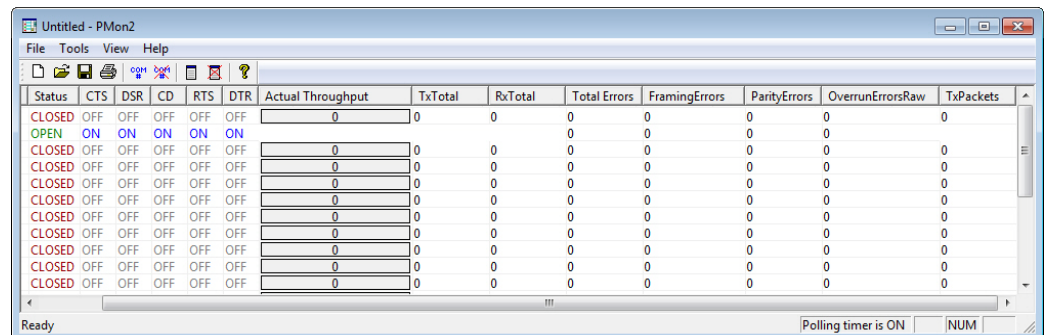 Untitled - PMon2
File Tools View Help
COM # COM #
Status CTS DSR CD RTS DTR Actual Throughput TxTotal RxTotal Total Errors FramingErrors ParityErrors OverrunErrorsRaw TxPackets
CLOSED OFF OFF OFF OFF OFF 0 0 0 0 0 0 0 0
OPEN ON ON ON ON ON 0 0 0 0
CLOSED OFF OFF OFF OFF OFF 0 0 0 0 0 0 0 0
CLOSED OFF OFF OFF OFF OFF 0 0 0 0 0 0 0 0
CLOSED OFF OFF OFF OFF OFF 0 0 0 0 0 0 0 0
CLOSED OFF OFF OFF OFF OFF 0 0 0 0 0 0 0 0
CLOSED OFF OFF OFF OFF OFF 0 0 0 0 0 0 0 0
CLOSED OFF OFF OFF OFF OFF 0 0 0 0 0 0 0 0
CLOSED OFF OFF OFF OFF OFF 0 0 0 0 0 0 0 0
CLOSED OFF OFF OFF OFF OFF 0 0 0 0 0 0 0 0
CLOSED OFF OFF OFF OFF OFF 0 0 0 0 0 0 0 0
Ready Polling timer is ON NUM